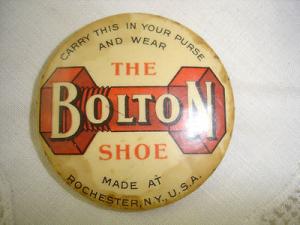 CARRY THIS IN YOUR PURSE
AND WEAR
THE
BOLTON
SHOE
MADE AT
ROCHESTER, N.Y., U.S.A.